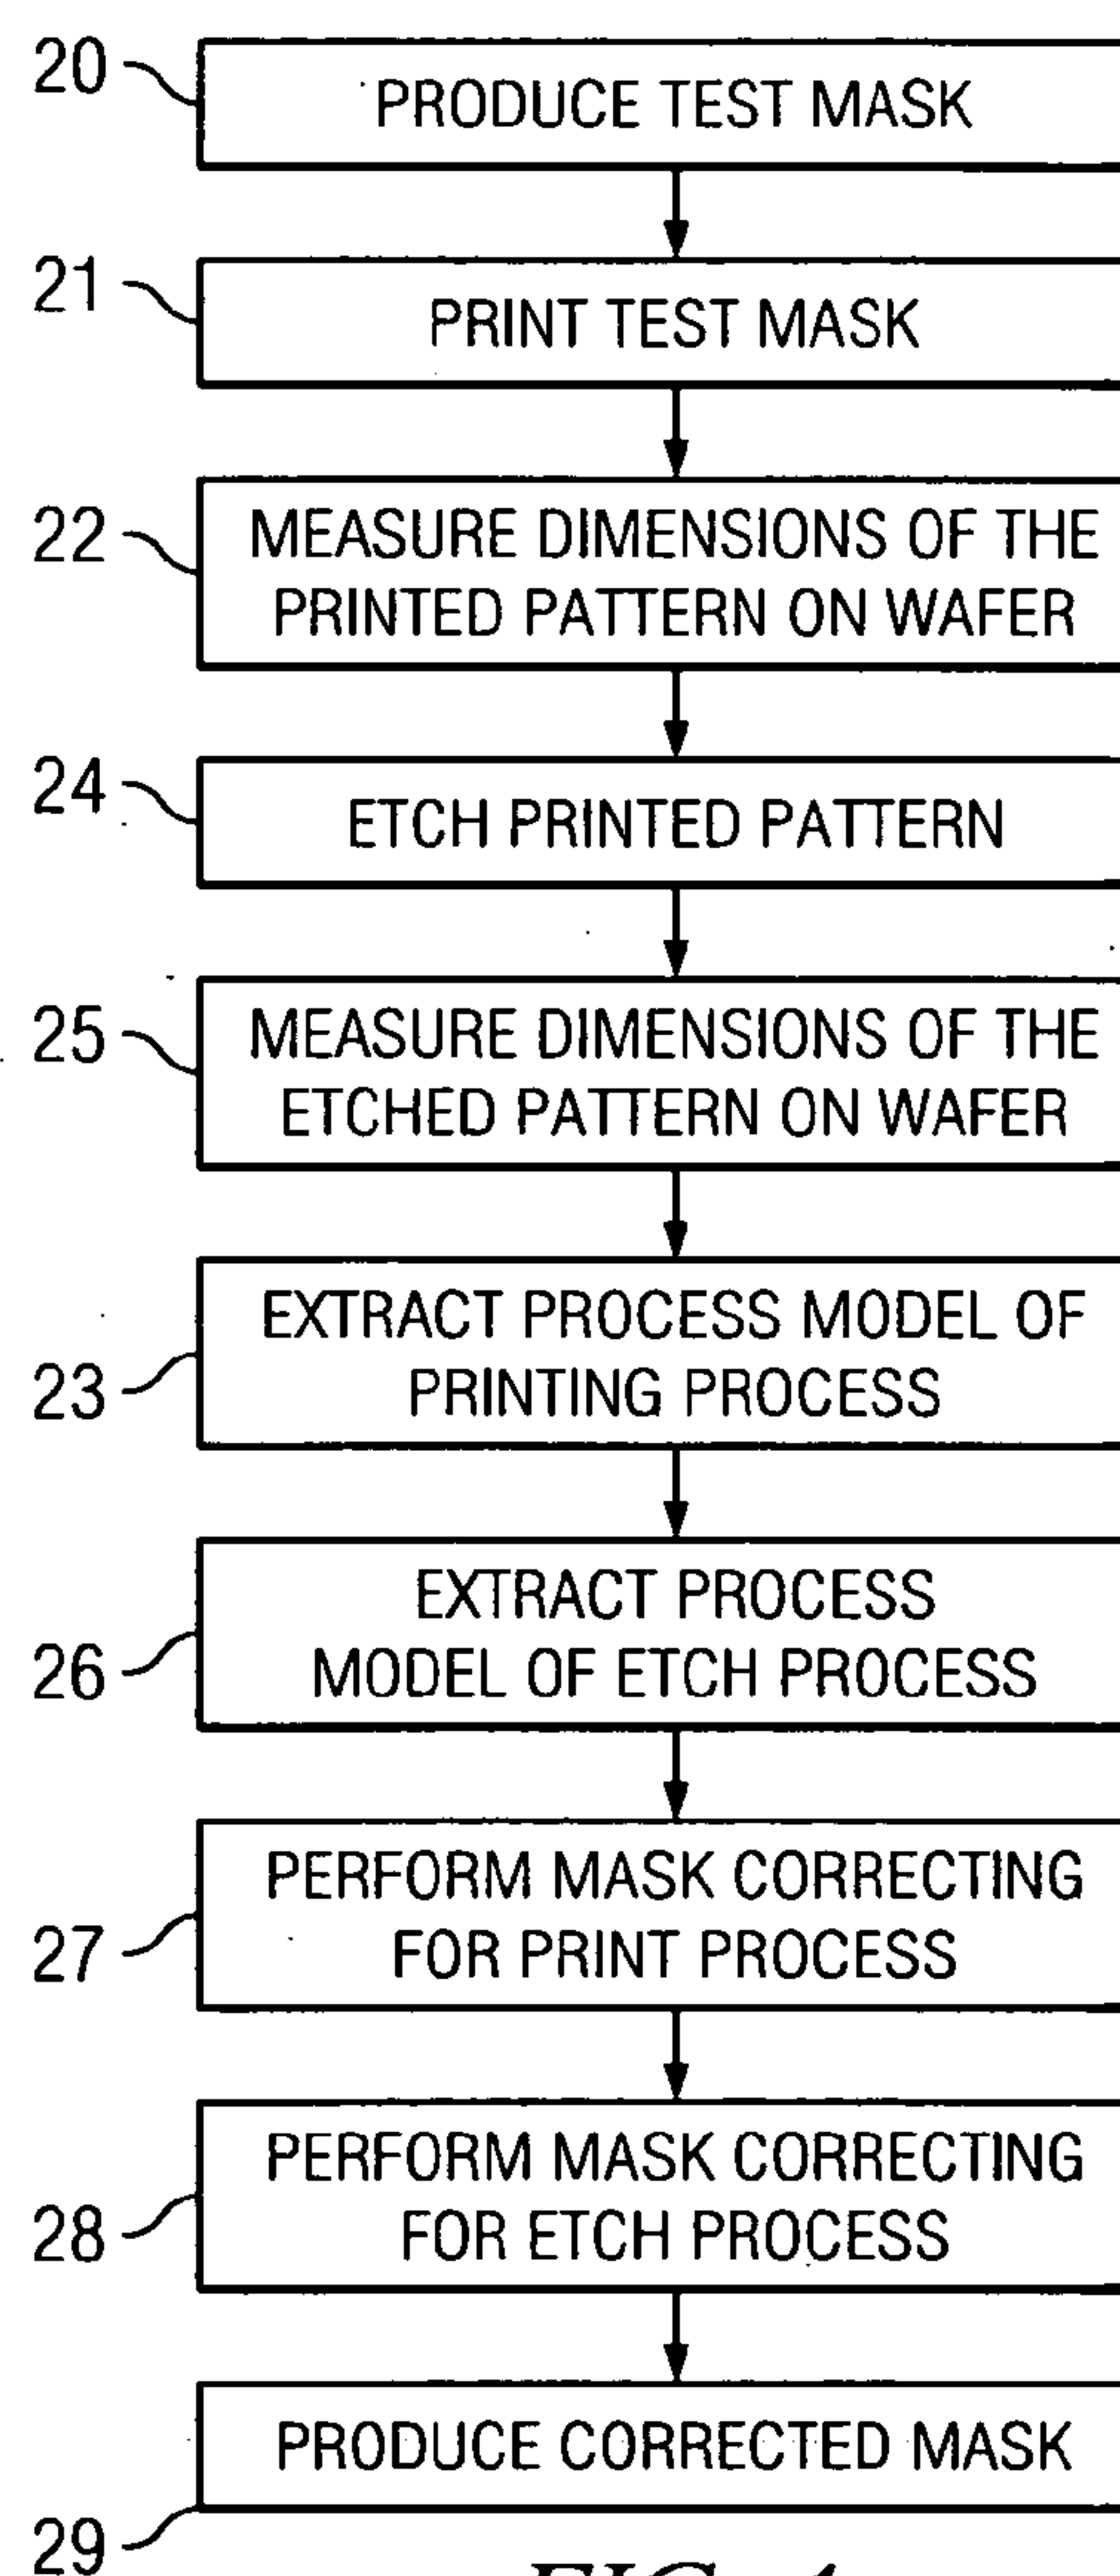 20
PRODUCE TEST MASK
21
PRINT TEST MASK
22
MEASURE DIMENSIONS OF THE
PRINTED PATTERN ON WAFER
24
ETCH PRINTED PATTERN
25
MEASURE DIMENSIONS OF THE
ETCHED PATTERN ON WAFER
EXTRACT PROCESS MODEL OF
PRINTING PROCESS
23
EXTRACT PROCESS
MODEL OF ETCH PROCESS
26
PERFORM MASK CORRECTING
FOR PRINT PROCESS
27
PERFORM MASK CORRECTING
FOR ETCH PROCESS
28
PRODUCE CORRECTED MASK
29